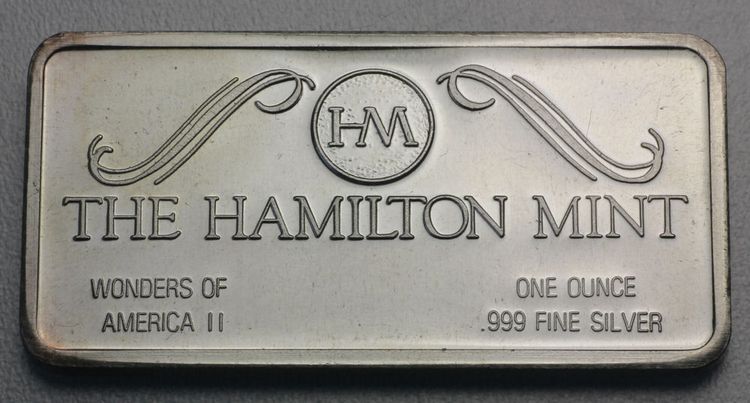 HM
THE HAMILTON MINT
WONDERS OF
AMERICA II
ONE OUNCE
.999 FINE SILVER